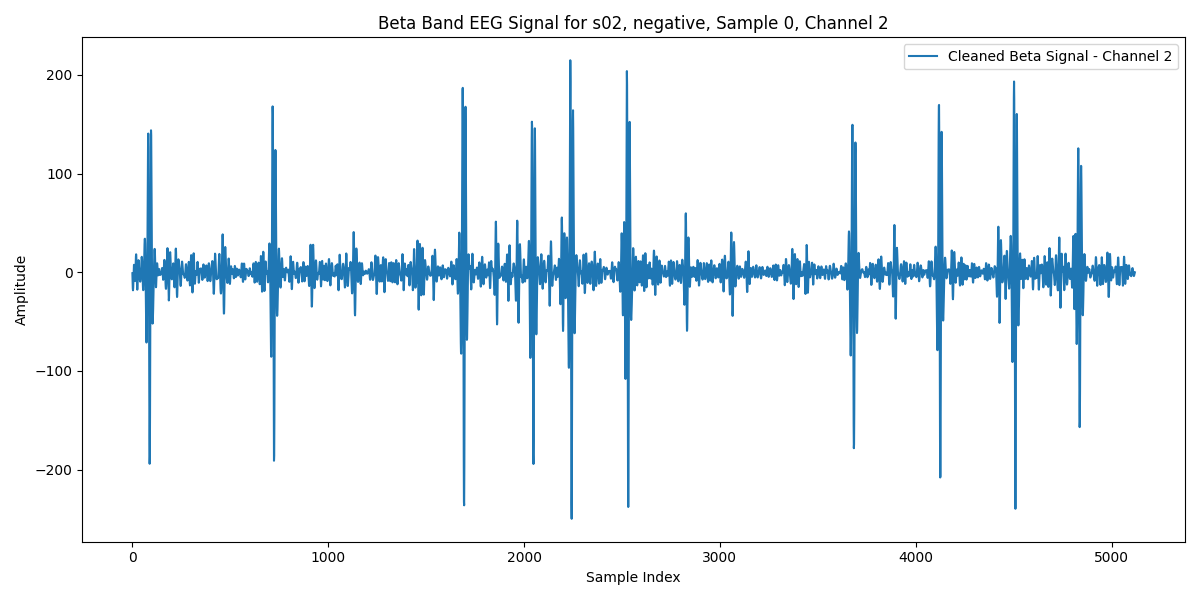 Beta Band EEG Signal for s02, negative, Sample 0, Channel 2
Cleaned Beta Signal - Channel 2
200
100
0
−100
−200
Amplitude
0 1000 2000 3000 4000 5000
Sample Index